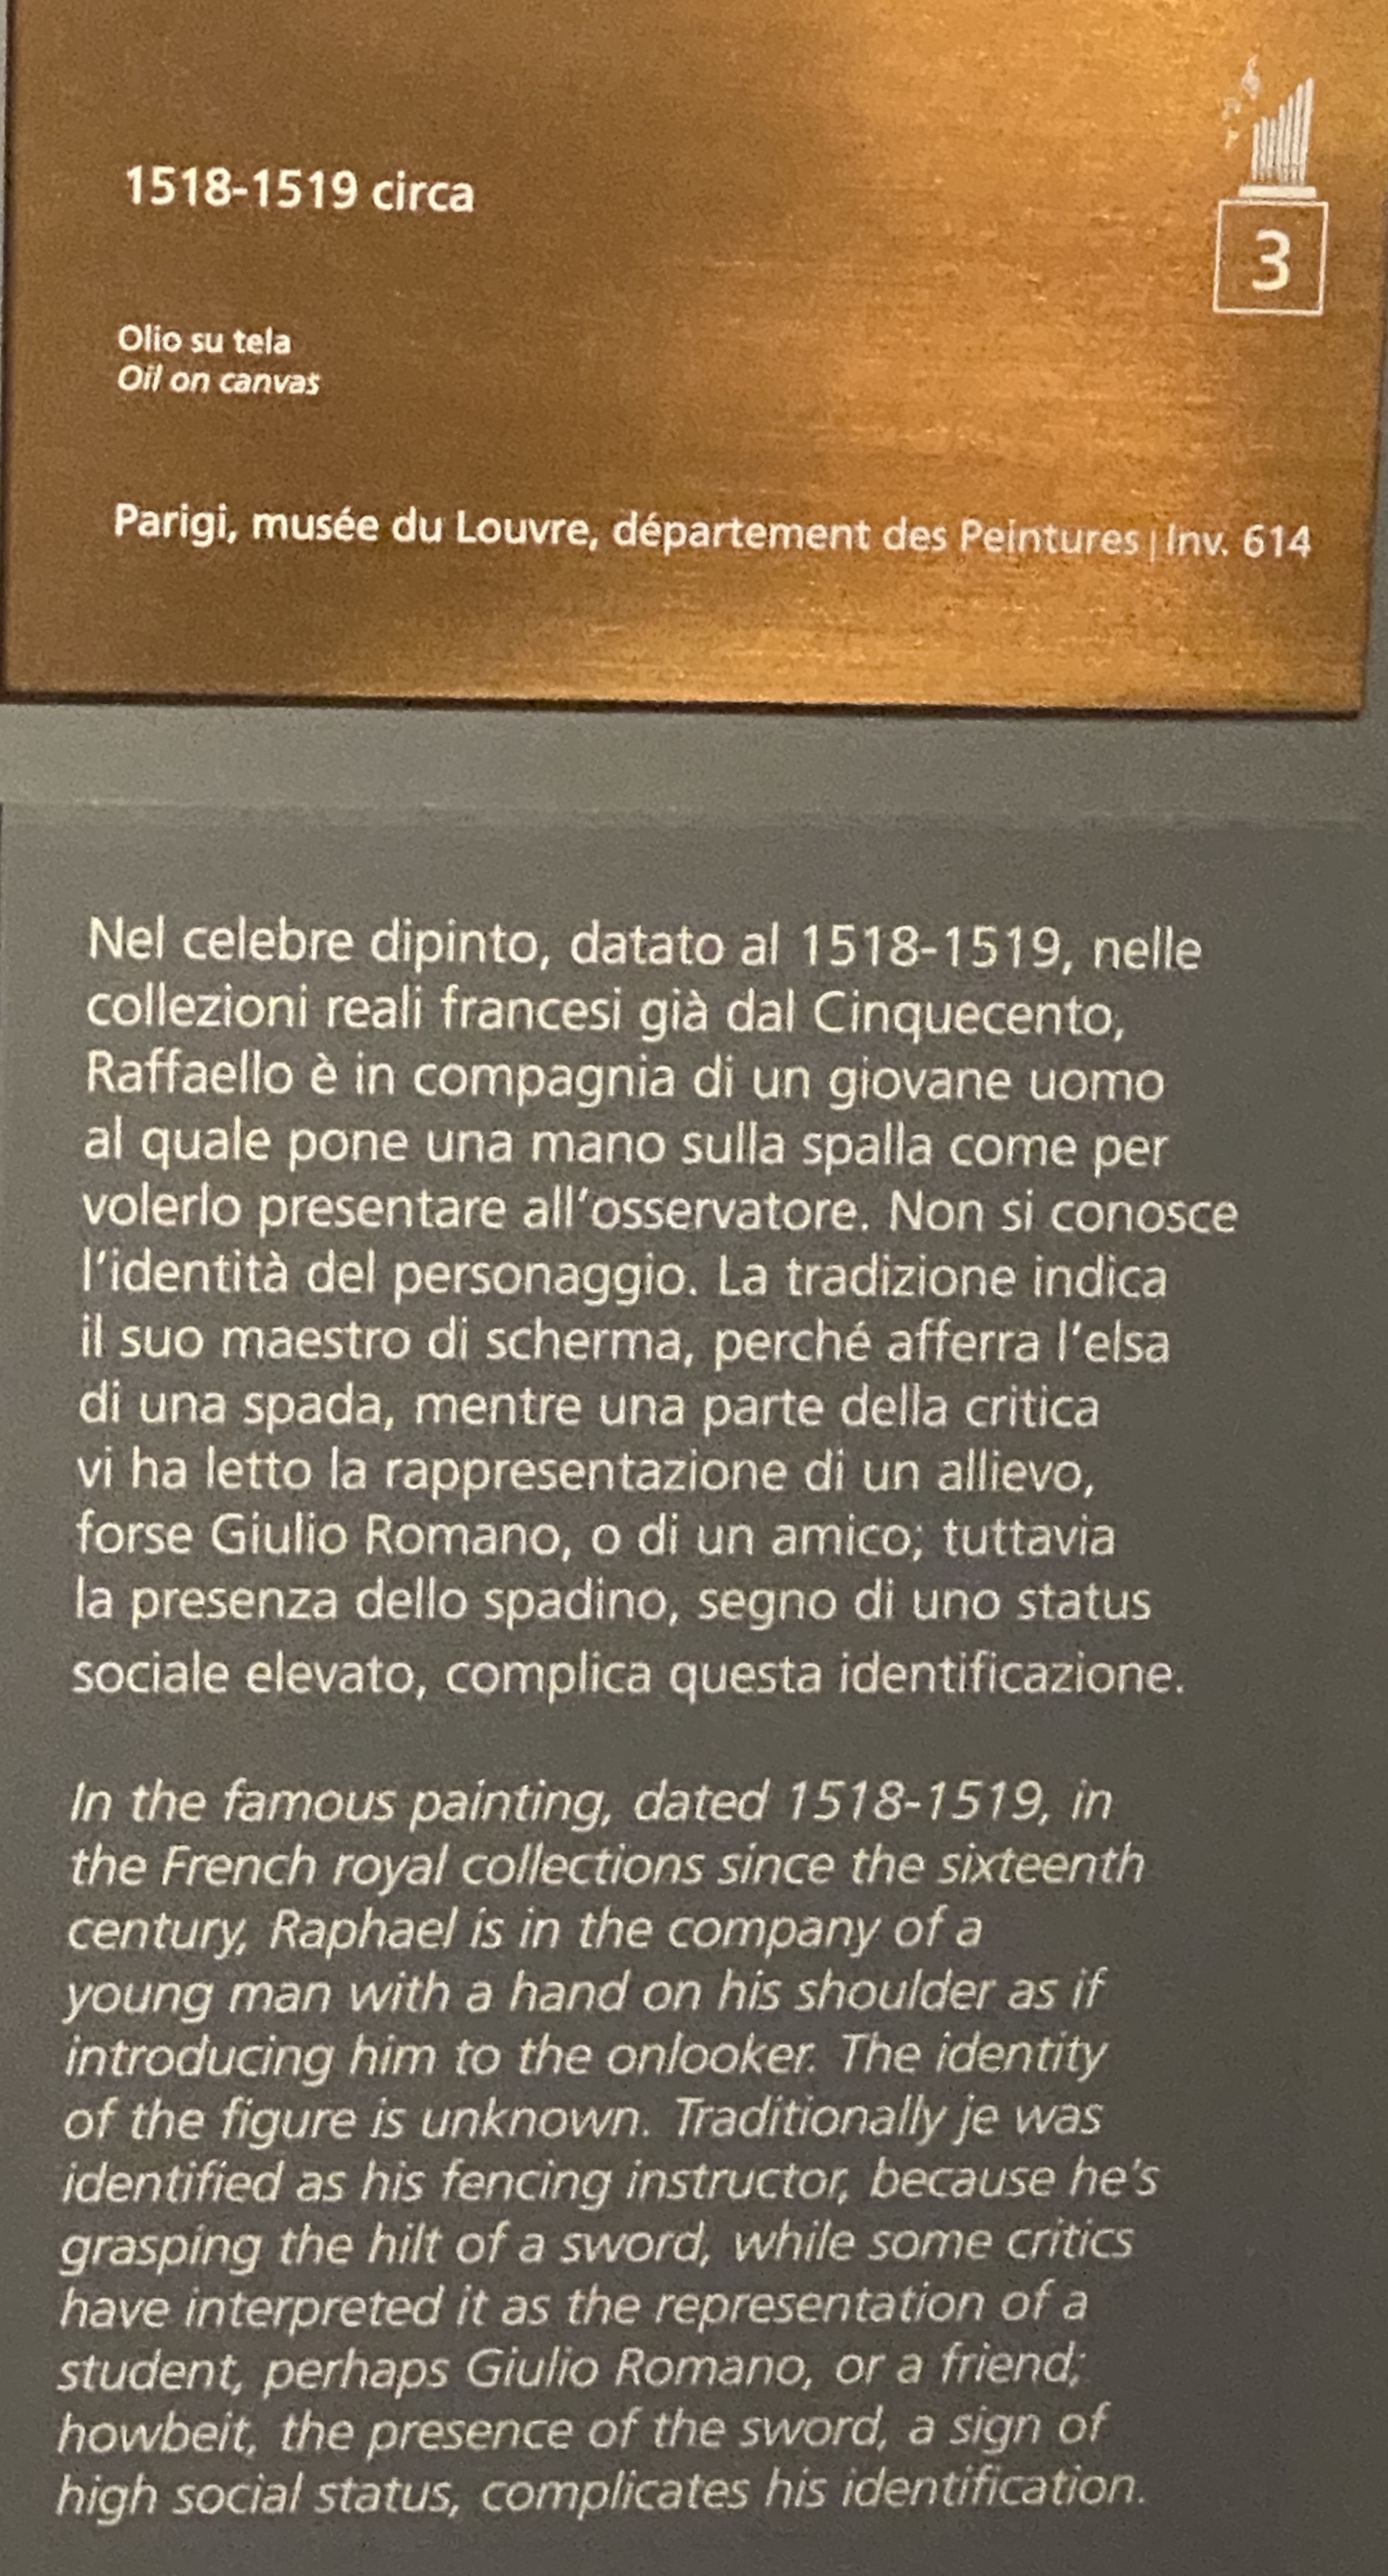 1518-1519 circa
3
Olio su tela
Oil on canvas
Parigi, musée du Louvre, département des Peintures | Inv. 614
Nel celebre dipinto, datato al 1518-1519, nelle
collezioni reali francesi già dal Cinquecento,
Raffaello è in compagnia di un giovane uomo
al quale pone una mano sulla spalla come per
volerlo presentare all'osservatore. Non si conosce
l'identità del personaggio. La tradizione indica
il suo maestro di scherma, perché afferra l'elsa
di una spada, mentre una parte della critica
vi ha letto la rappresentazione di un allievo,
forse Giulio Romano, o di un amico; tuttavia
la presenza dello spadino, segno di uno status
sociale elevato, complica questa identificazione.
In the famous painting, dated 1518-1519, in
the French royal collections since the sixteenth
century, Raphael is in the company of a
young man with a hand on his shoulder as if
introducing him to the onlooker. The identity
of the figure is unknown. Traditionally je was
identified as his fencing instructor, because he's
grasping the hilt of a sword, while some critics
have interpreted it as the representation of a
student, perhaps Giulio Romano, or a friend;
howbeit, the presence of the sword, a sign of
high social status, complicates his identification.